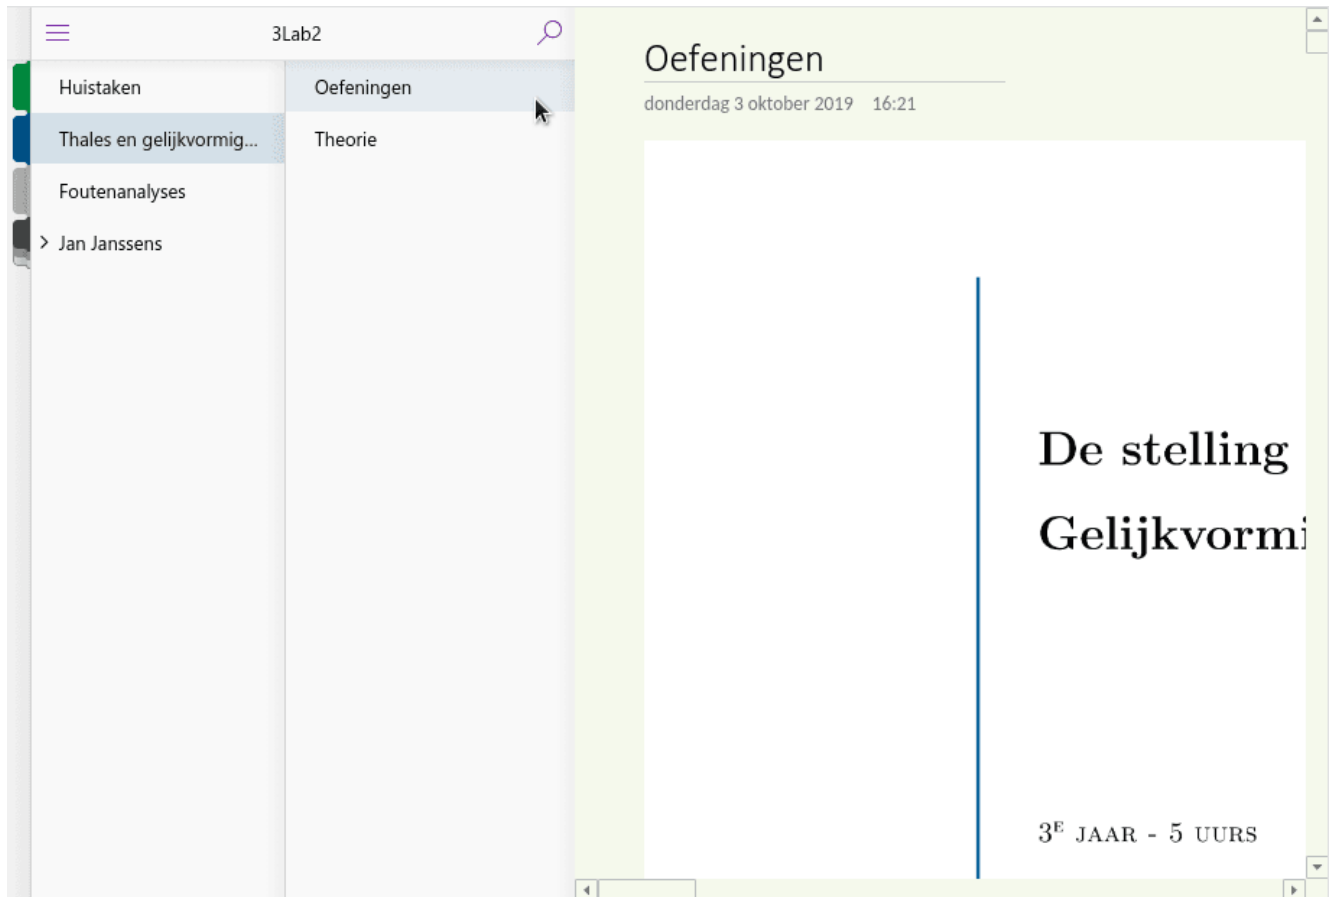 3Lab2
Huistaken
Thales en gelijkvormig...
Foutenanalyses
Jan Janssens
Oefeningen
Theorie
Oefeningen
donderdag 3 oktober 2019 16:21
De stelling
Gelijkvormi
3E JAAR - 5 UURS